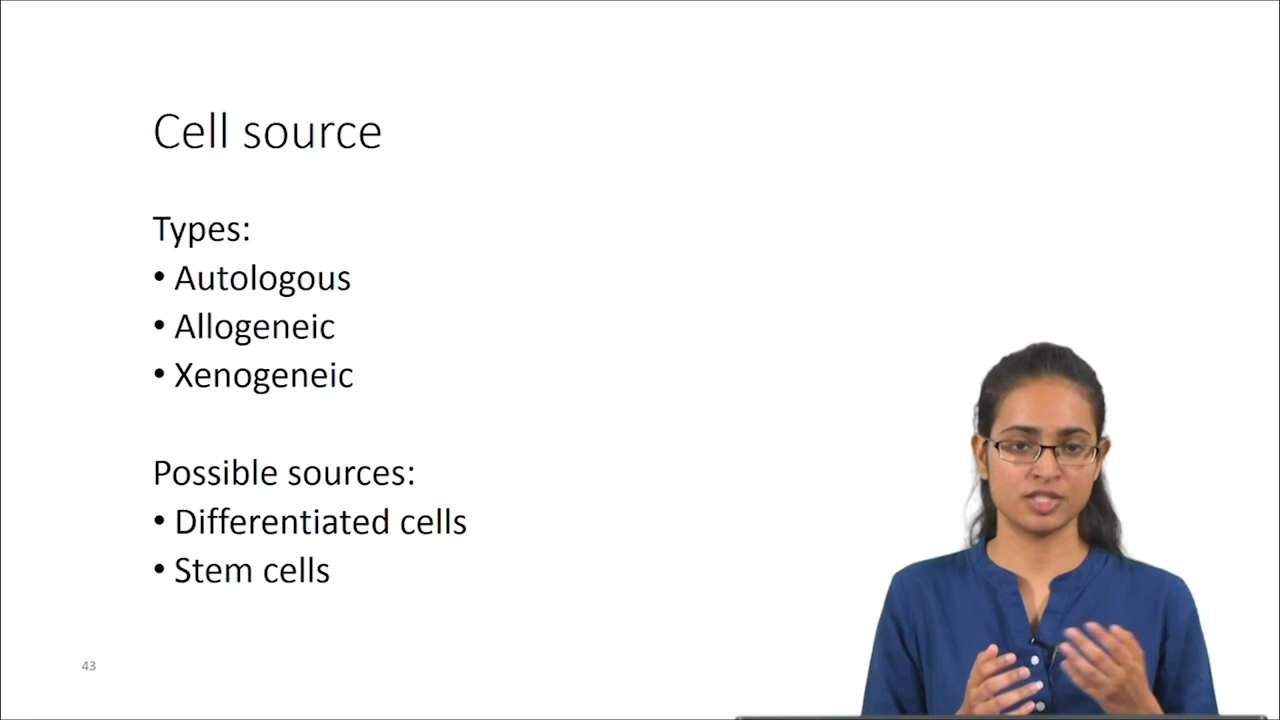 Cell source
Types:
• Autologous
• Allogeneic
• Xenogeneic
Possible sources:
• Differentiated cells
• Stem cells
43